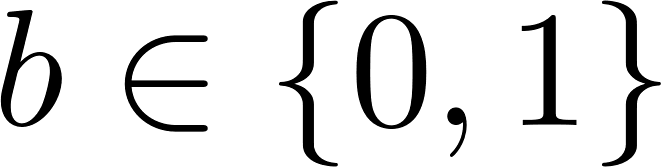 b ∈ {0, 1}